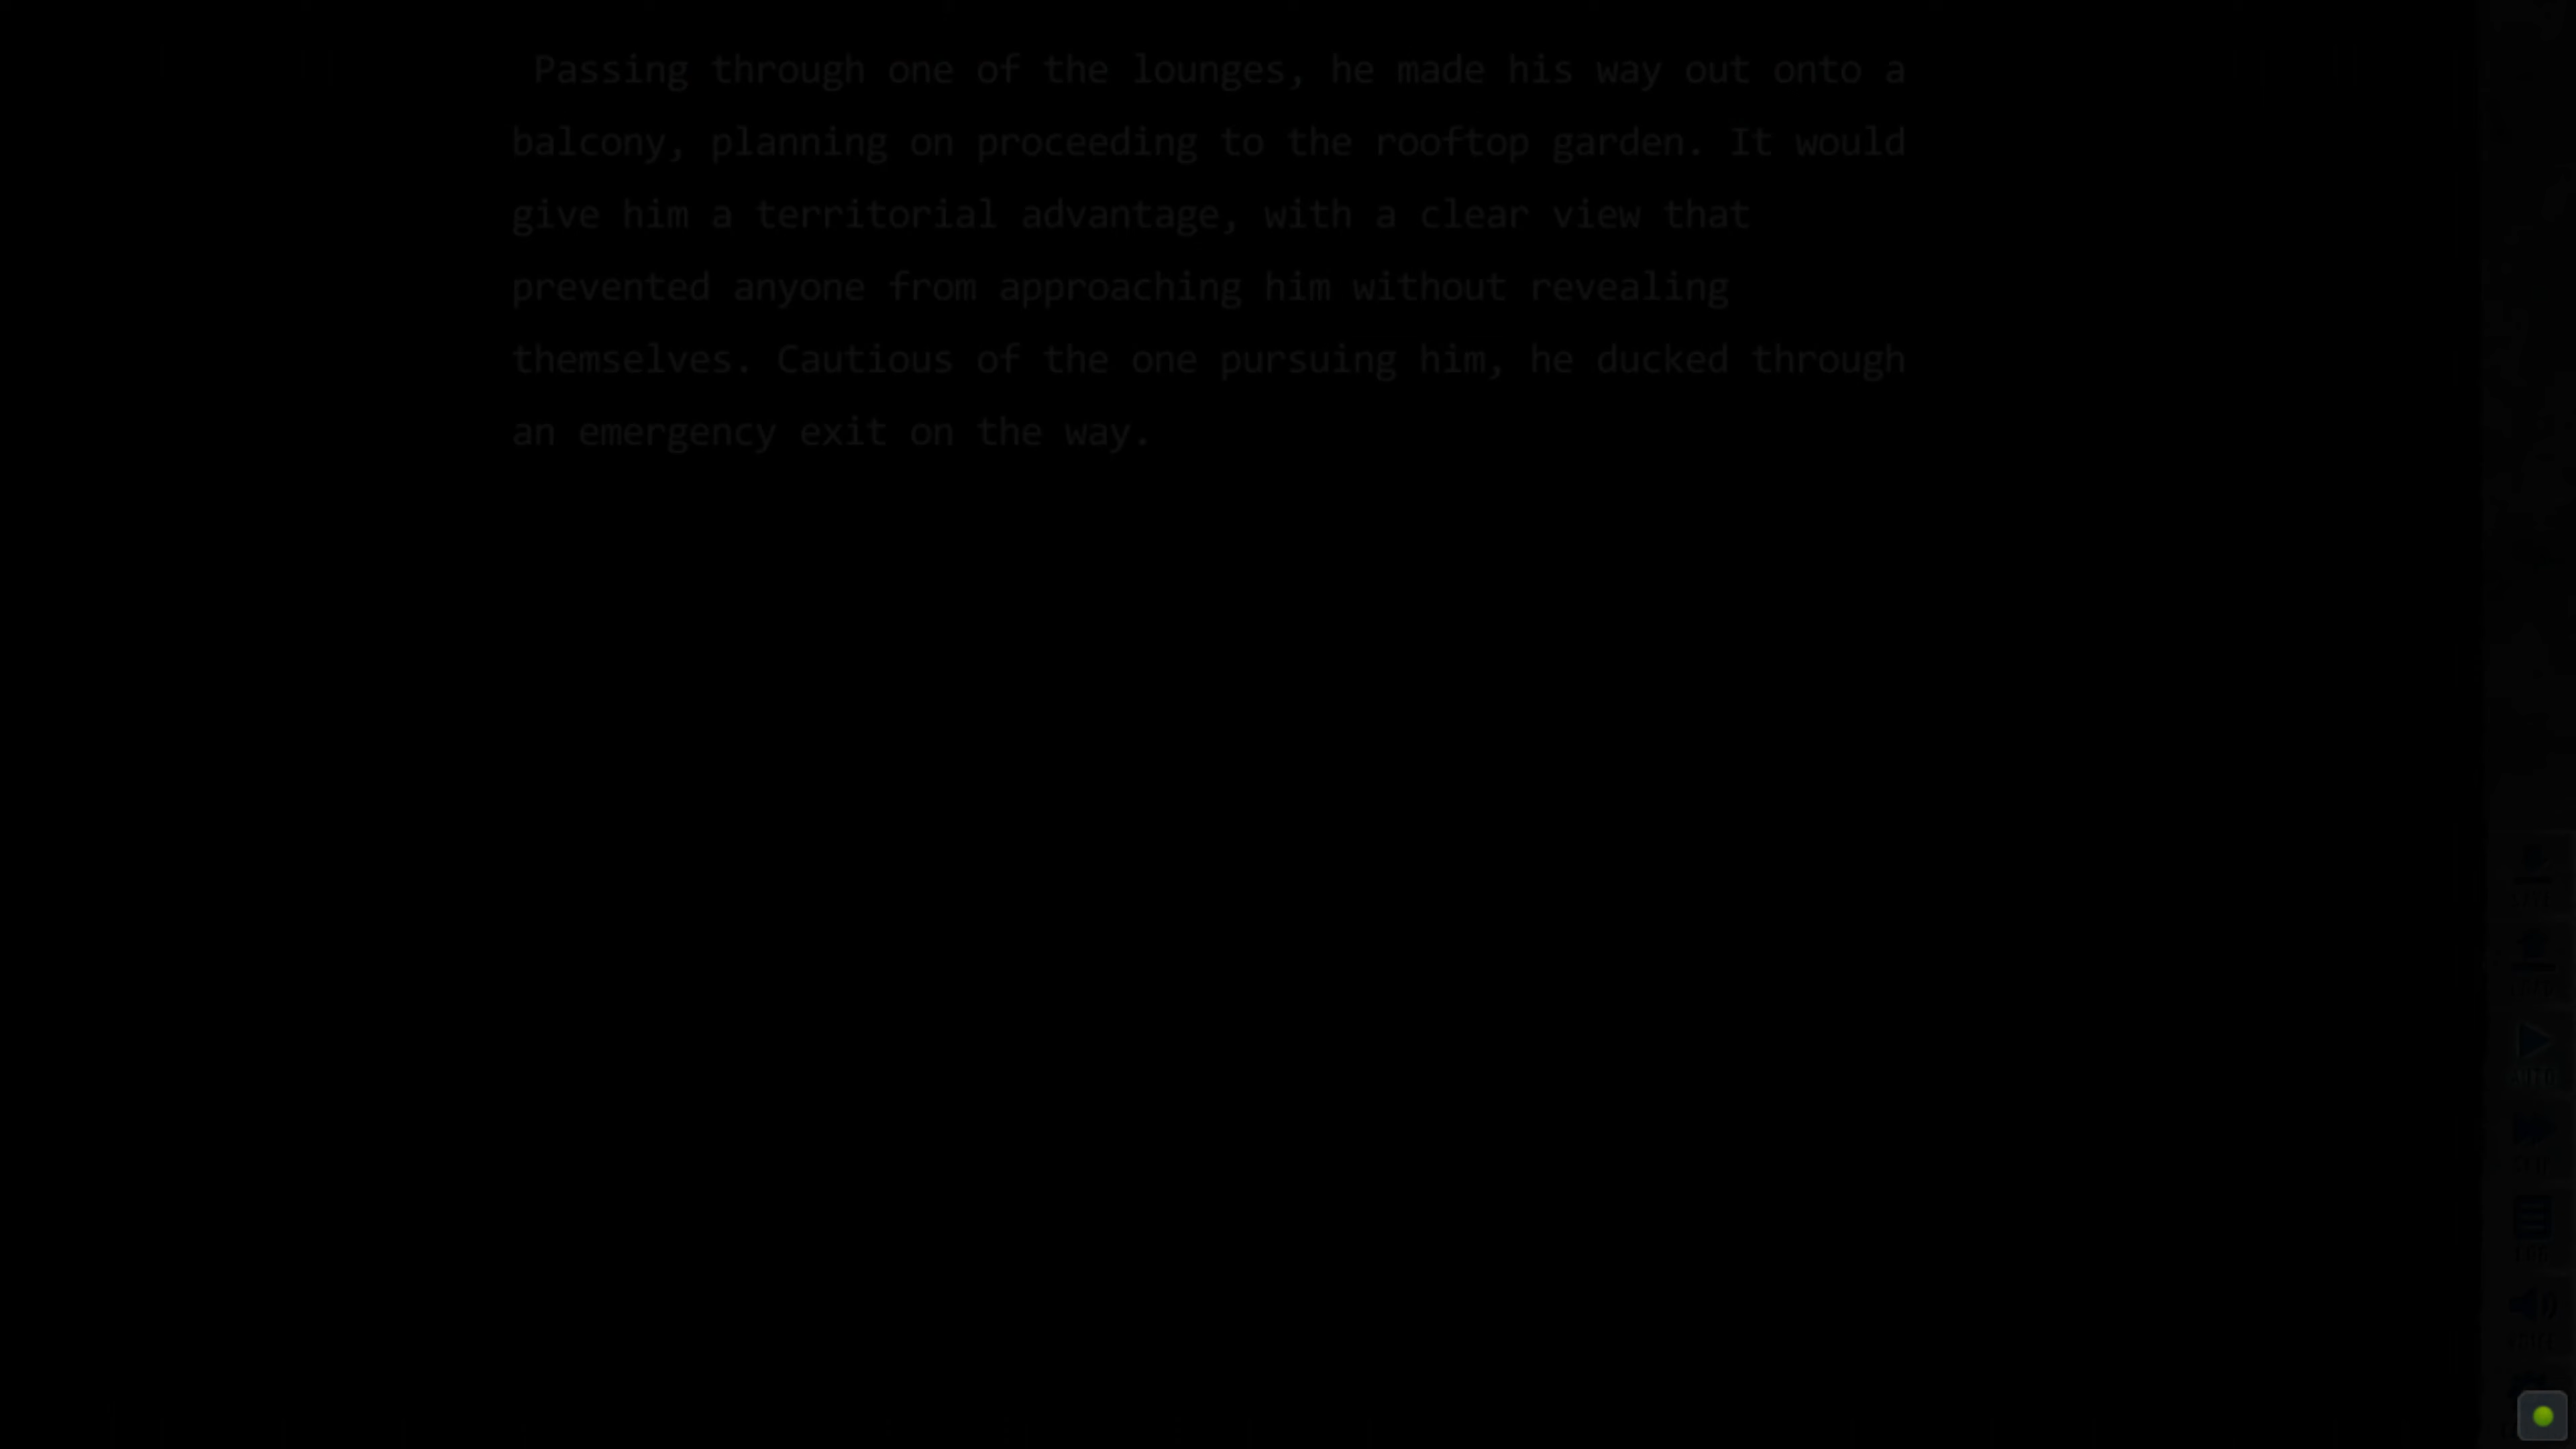 Passing through one of the lounges, he made his way out onto a
balcony, planning on proceeding to the rooftop garden. It would
give him a territorial advantage, with a clear view that
prevented anyone from approaching him without revealing
themselves. Cautious of the one pursuing him, he ducked through
an emergency exit on the way.
AUTO